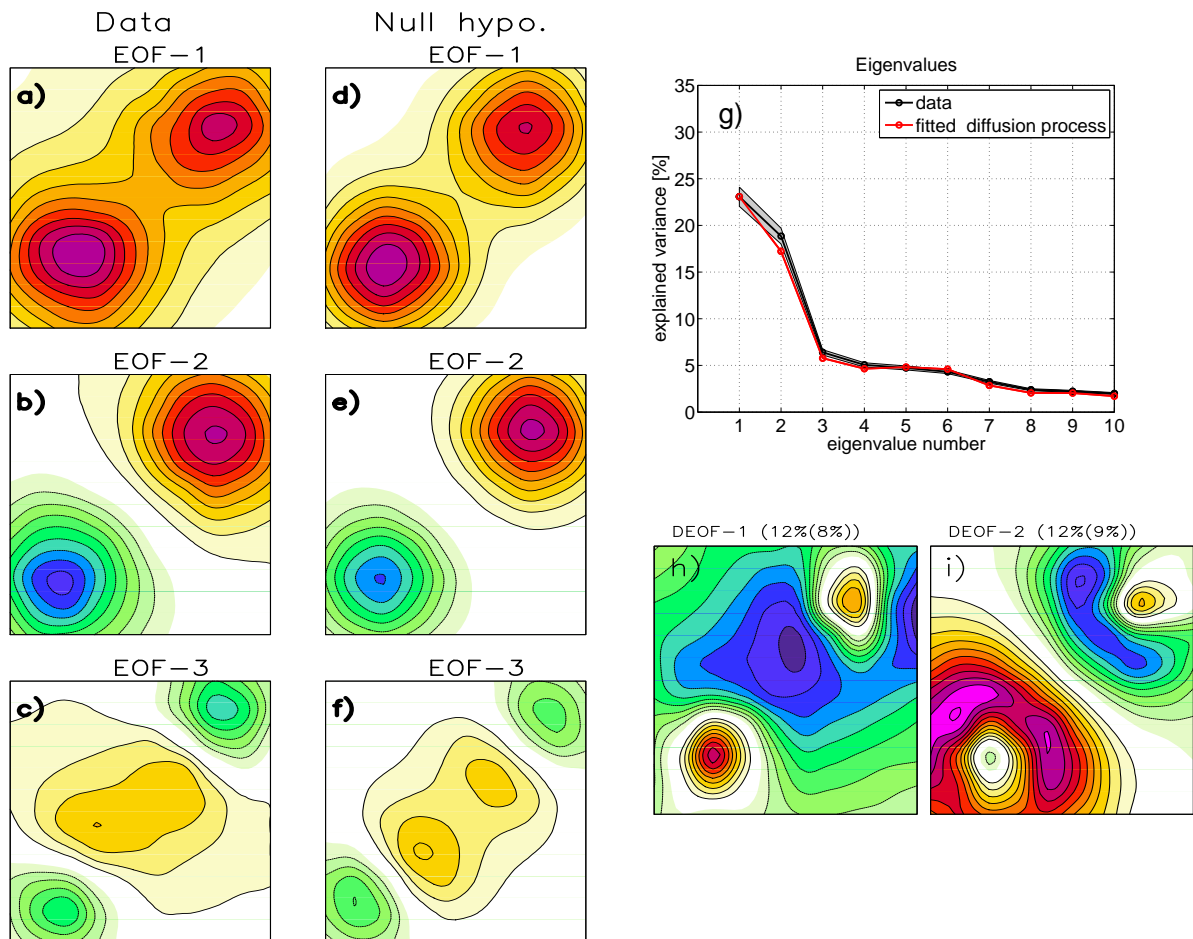 Data
EOF-1
a)
EOF-2
b)
EOF-3
c)
Null hypo.
EOF-1
d)
EOF-2
e)
EOF-3
f)
Eigenvalues
g)
data
fitted diffusion process
explained variance [%]
35
30
25
20
15
10
5
0
1 2 3 4 5 6 7 8 9 10
eigenvalue number
DEOF-1 (12%(8%))
h)
DEOF-2 (12%(9%))
i)